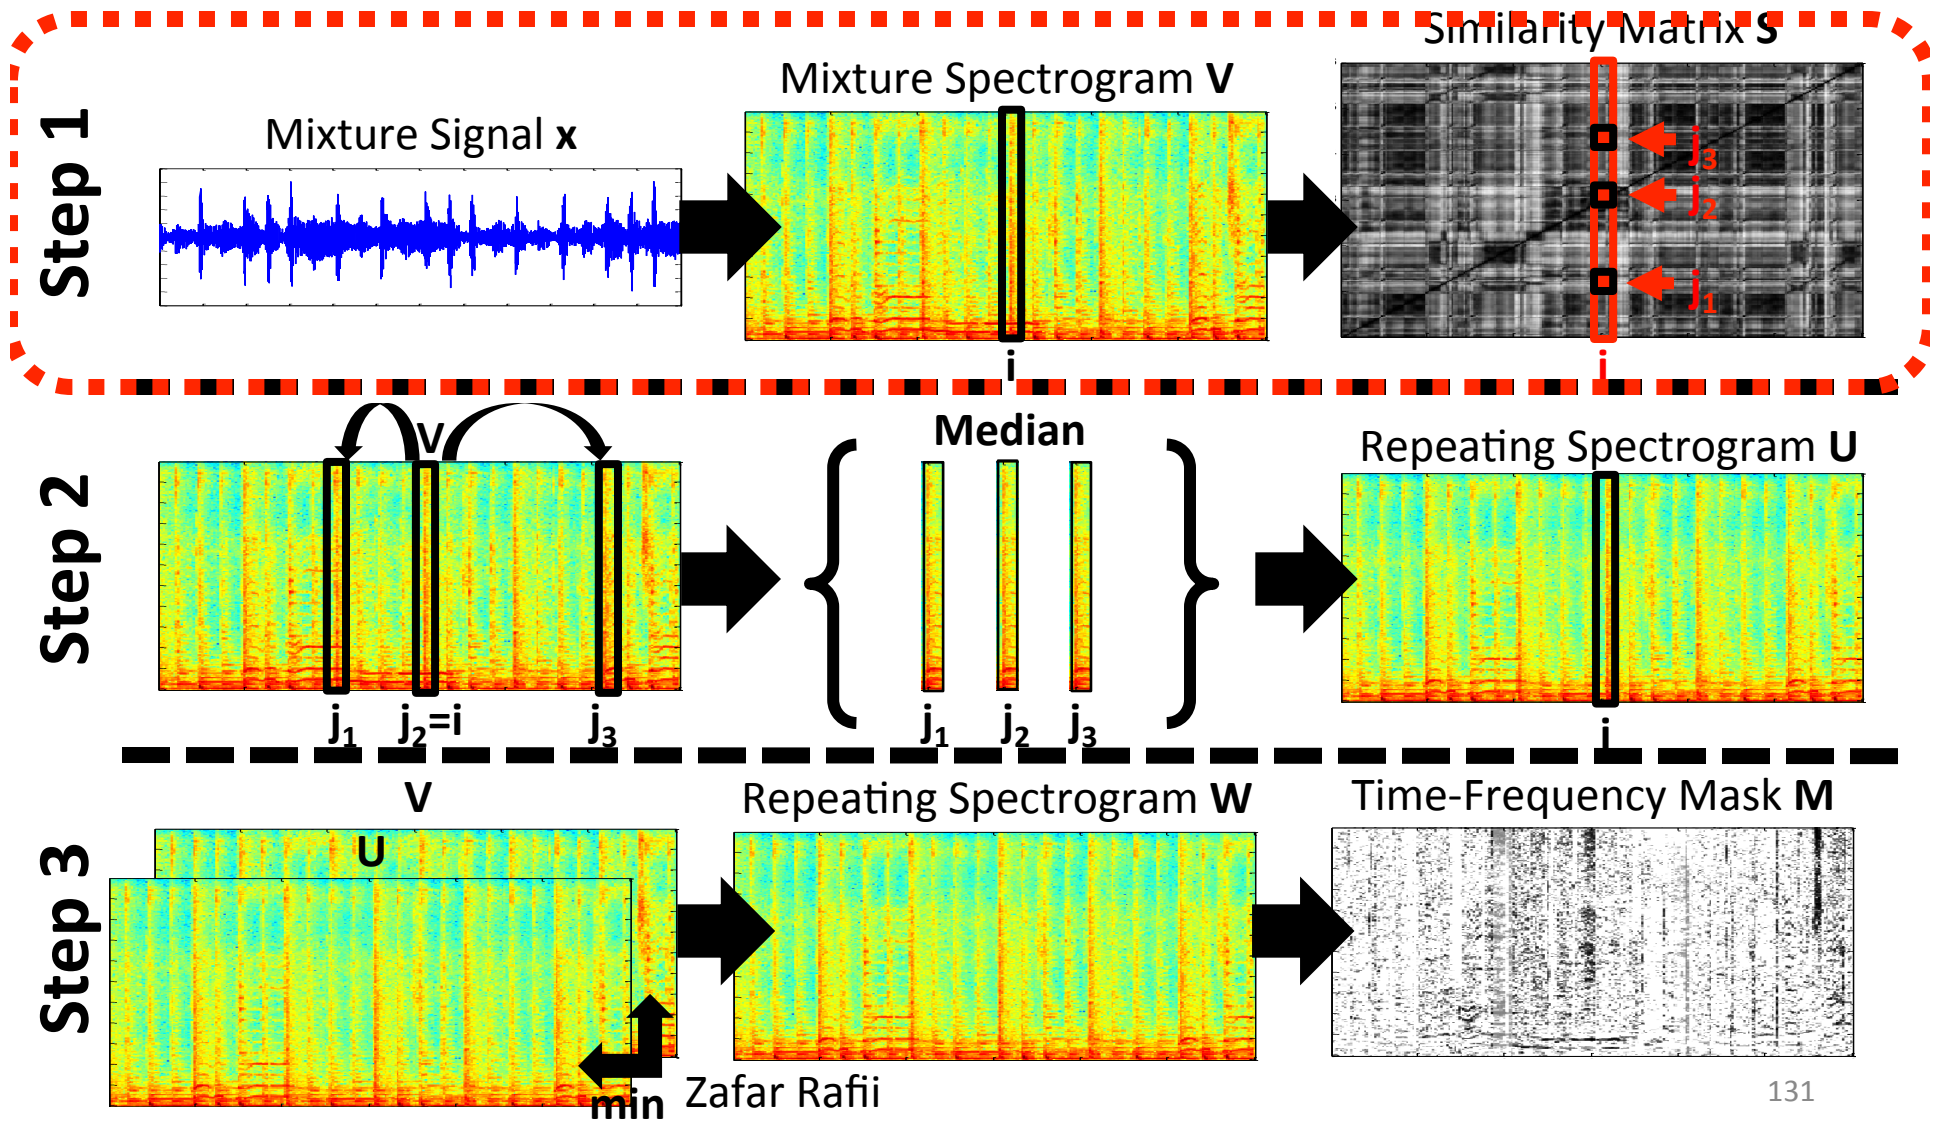 Step 1
Mixture Signal x
Mixture Spectrogram V
i
Similarity Matrix S
j3
j2
j1
i
Step 2
V
j1
j2=i
j3
Median
j1
j2
j3
Repeating Spectrogram U
i
Step 3
V
U
min
Repeating Spectrogram W
Time-Frequency Mask M
Zafar Rafii
131